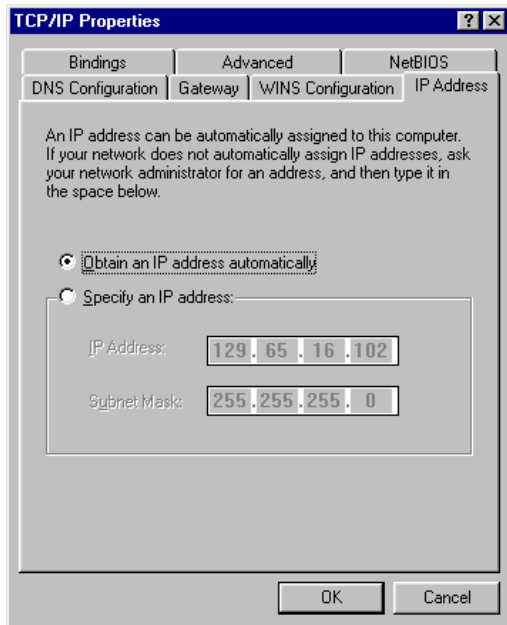 TCP/IP Properties ? X
Bindings Advanced NetBIOS
DNS Configuration Gateway WINS Configuration IP Address
An IP address can be automatically assigned to this computer.
If your network does not automatically assign IP addresses, ask
your network administrator for an address, and then type it in
the space below.
Obtain an IP address automatically
Specify an IP address:
IP Address: 129 . 65 . 16 . 102
Subnet Mask: 255 . 255 . 255 . 0
OK Cancel